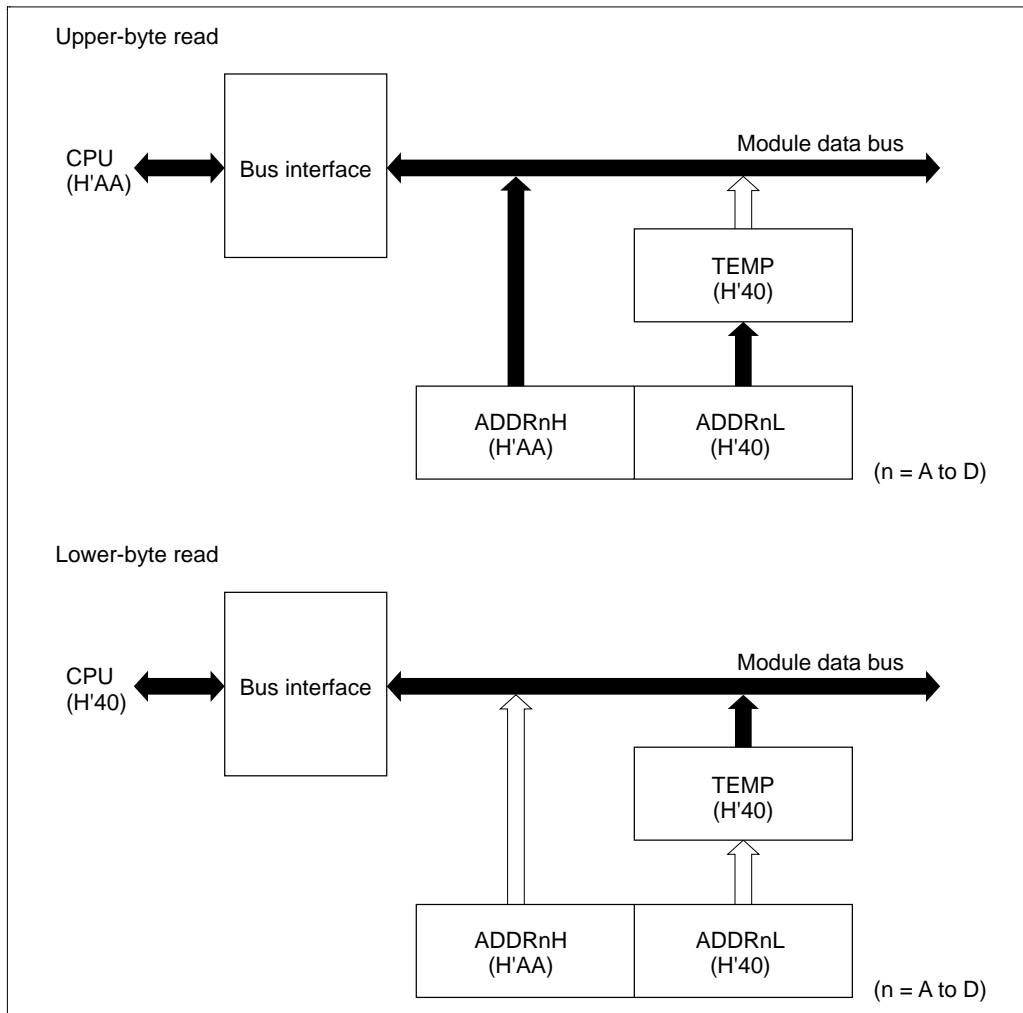 Upper-byte read
CPU
(H'AA)
Bus interface
Module data bus
TEMP
(H'40)
ADDRnH
(H'AA)
ADDRnL
(H'40)
(n = A to D)
Lower-byte read
CPU
(H'40)
Bus interface
Module data bus
TEMP
(H'40)
ADDRnH
(H'AA)
ADDRnL
(H'40)
(n = A to D)